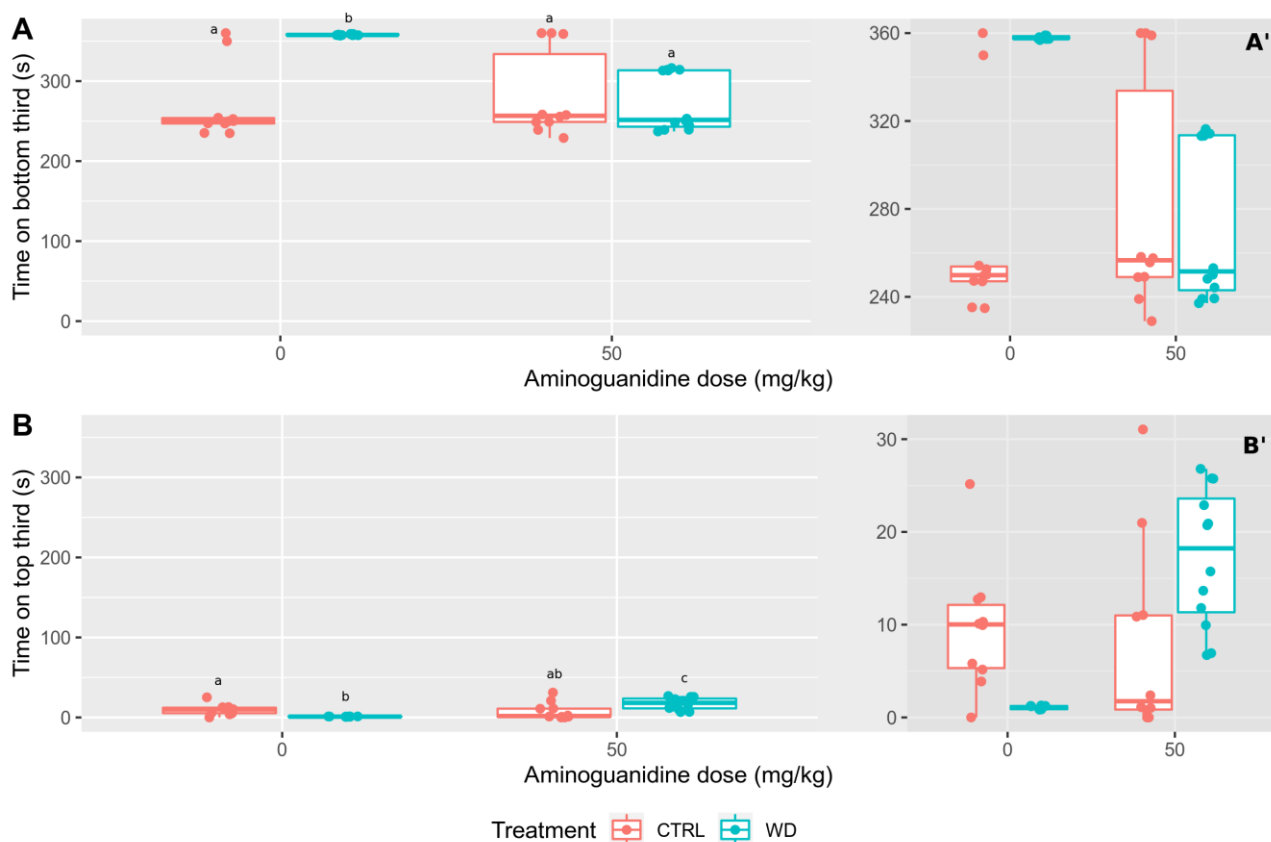 A
Time on bottom third (s)
300
200
100
0
a
b
a
a
0
50
A'
360
320
280
240
0
50
Aminoguanidine dose (mg/kg)
B
Time on top third (s)
300
200
100
0
a
b
ab
c
0
50
B'
30
20
10
0
0
50
Aminoguanidine dose (mg/kg)
Treatment CTRL WD